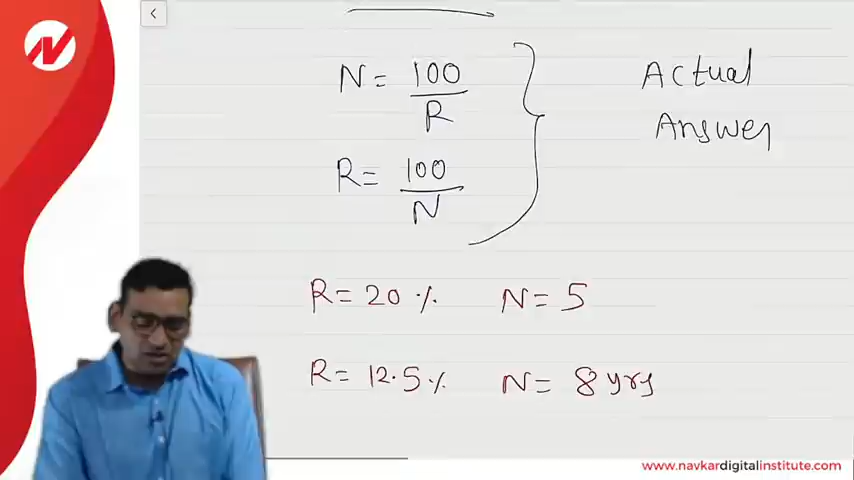 N = 100/R
R = 100/N
Actual
Answer
R = 20 % N = 5
R = 12.5 % N = 8 yrs
www.navkardigitalinstitute.com